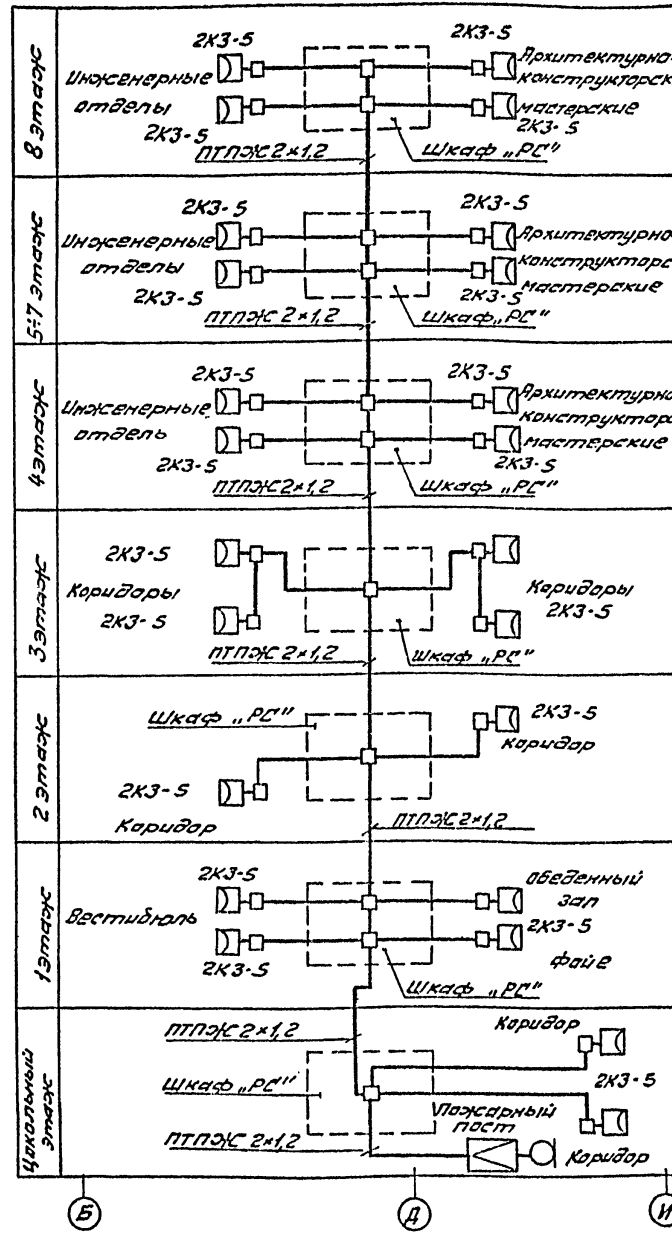 8 этаж
2КЗ-5
2КЗ-5
Инженерные
отделы
2КЗ-5
Архитектурно-
конструкторск
мастерские
2КЗ-5
ПТПЖ 2×1,2
Шкаф „РС"
5÷7 этаж
2КЗ-5
2КЗ-5
Инженерные
отделы
2КЗ-5
Архитектурно-
конструкторс
2КЗ-5
мастерские
ПТПЖ 2×1,2
Шкаф „РС"
4 этаж
2КЗ-5
2КЗ-5
Инженерные
отдель
2КЗ-5
Архитектурно
конструкторс
мастерские
2КЗ-5
ПТПЖ 2×1,2
Шкаф „РС"
3 этаж
2КЗ-5
Коридоры
2КЗ-5
Коридоры
2КЗ-5
ПТПЖ 2×1,2
Шкаф „РС"
2 этаж
Шкаф „РС"
2КЗ-5
Коридор
2КЗ-5
Коридор
ПТПЖ 2×1,2
1 этаж
2КЗ-5
Вестибюль
2КЗ-5
Обеденный
зал
2КЗ-5
фойе
Шкаф „РС"
Цокольный
этаж
ПТПЖ 2×1,2
Коридор
Шкаф „РС"
2КЗ-5
Пожарный
пост
ПТПЖ 2×1,2
Коридор
Б
Д
И